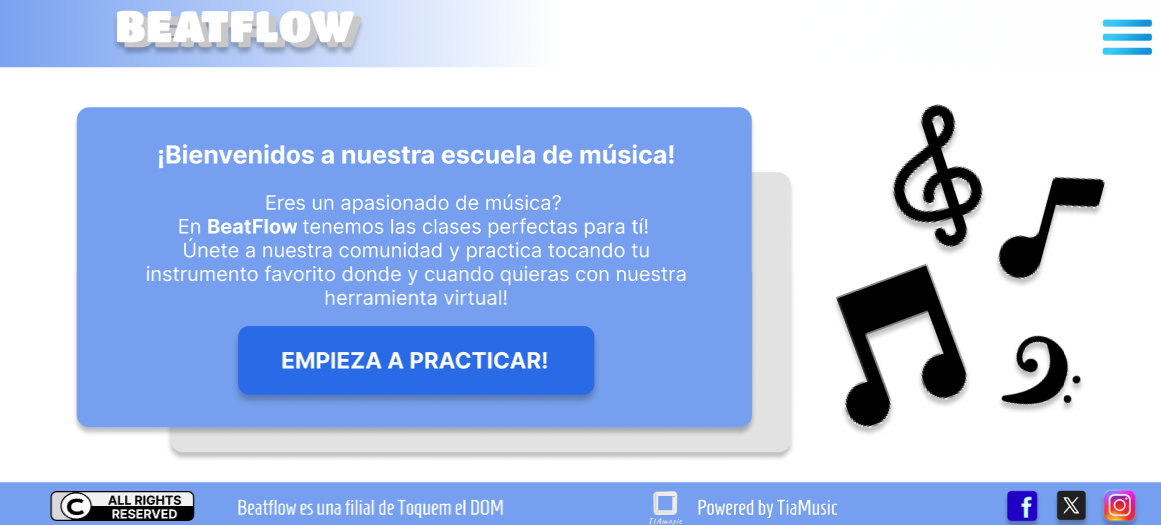 BEATFLOW
¡Bienvenidos a nuestra escuela de música!
Eres un apasionado de música?
En BeatFlow tenemos las clases perfectas para tí!
Únete a nuestra comunidad y practica tocando tu
instrumento favorito donde y cuando quieras con nuestra
herramienta virtual!
EMPIEZA A PRACTICAR!
C ALL RIGHTS
RESERVED
Beatflow es una filial de Toquem el DOM
TIAmusic
Powered by TiaMusic
f X